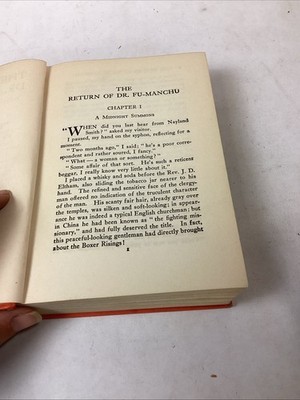 THE
RETURN OF DR. FU-MANCHU
CHAPTER I
A MIDNIGHT SUMMONS
"WHEN did you last hear from Nayland
Smith?" asked my visitor.
I paused, my hand on the syphon, reflecting for a
moment.
"Two months ago," I said; "he's a poor corre-
spondent and rather soured, I fancy."
"What—a woman or something?"
"Some affair of that sort. He's such a reticent
beggar, I really know very little about it."
I placed a whisky and soda before the Rev. J. D.
Eltham, also sliding the tobacco jar nearer to his
hand. The refined and sensitive face of the clergy-
man offered no indication of the truculent character
of the man. His scanty fair hair, already gray over
the temples, was silken and soft-looking; in appear-
ance he was indeed a typical English churchman; but
in China he had been known as "the fighting mis-
sionary," and had fully deserved the title. In fact,
this peaceful-looking gentleman had directly brought
about the Boxer Risings!